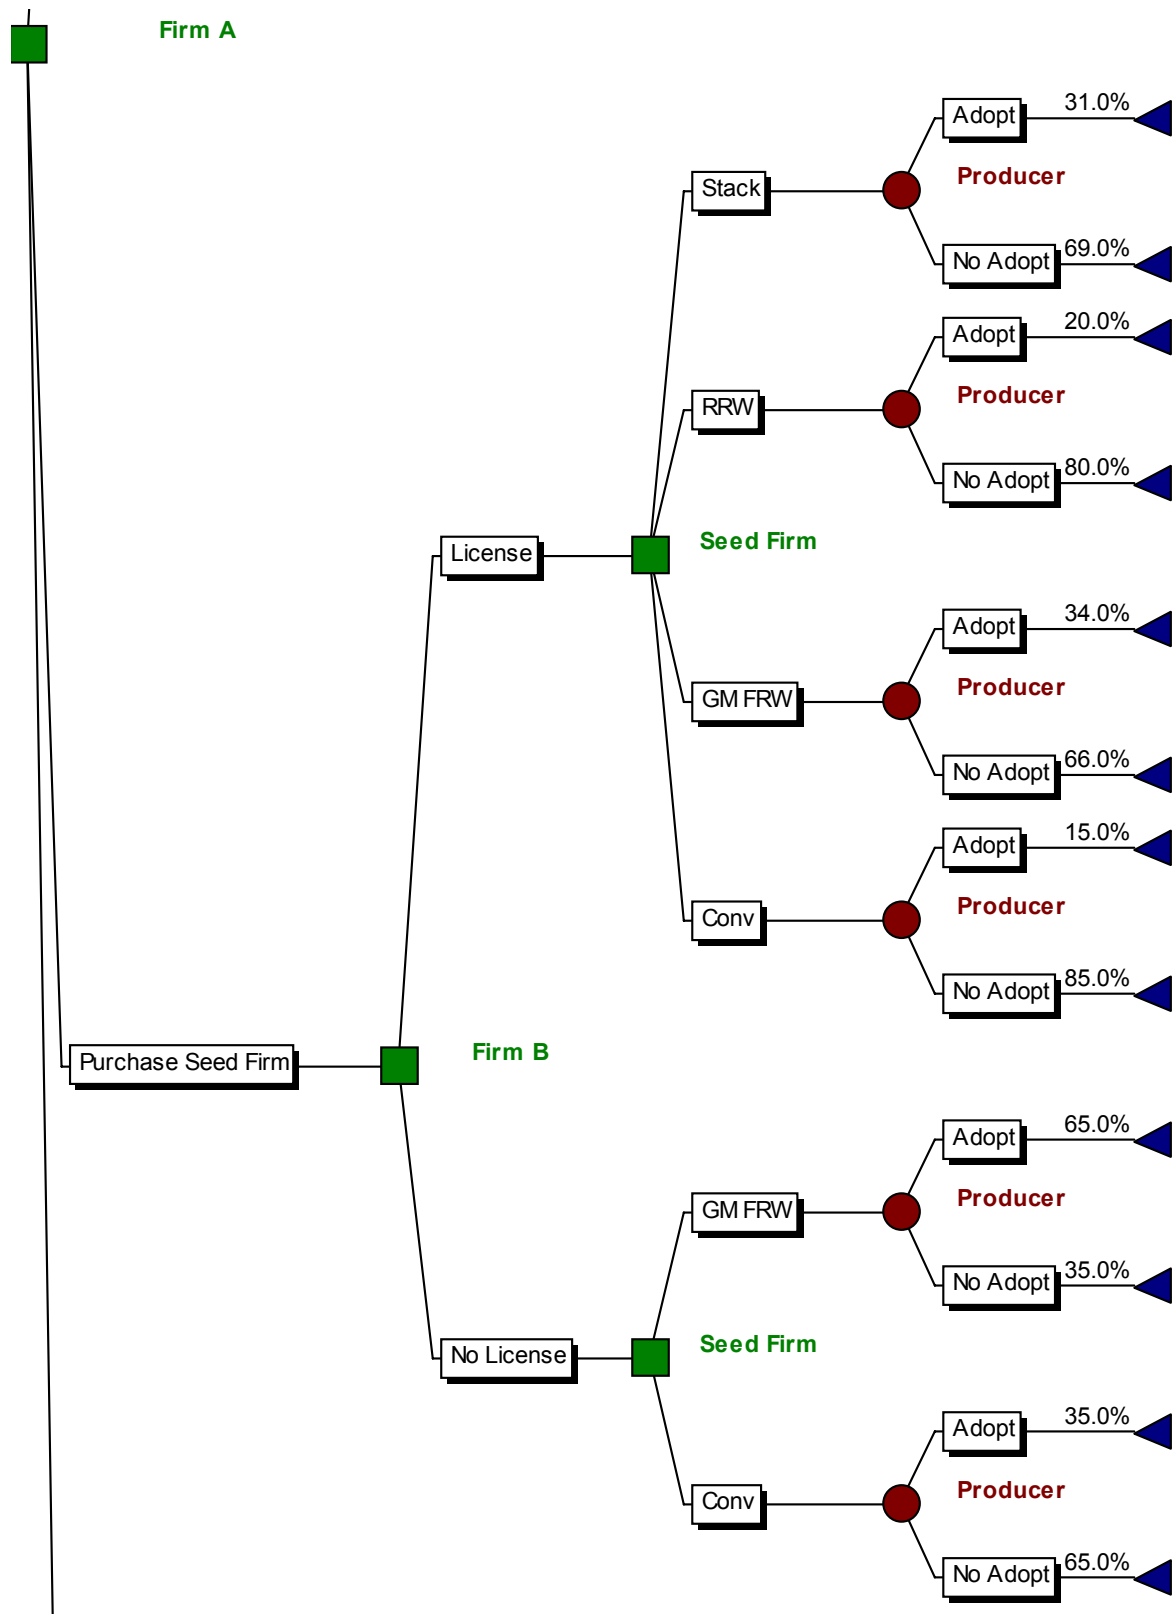 Firm A
Adopt
31.0%
Producer
Stack
No Adopt
69.0%
Adopt
20.0%
Producer
RRW
No Adopt
80.0%
License
Seed Firm
Adopt
34.0%
Producer
GM FRW
No Adopt
66.0%
Adopt
15.0%
Producer
Conv
No Adopt
85.0%
Purchase Seed Firm
Firm B
Adopt
65.0%
Producer
GM FRW
No Adopt
35.0%
No License
Seed Firm
Adopt
35.0%
Producer
Conv
No Adopt
65.0%